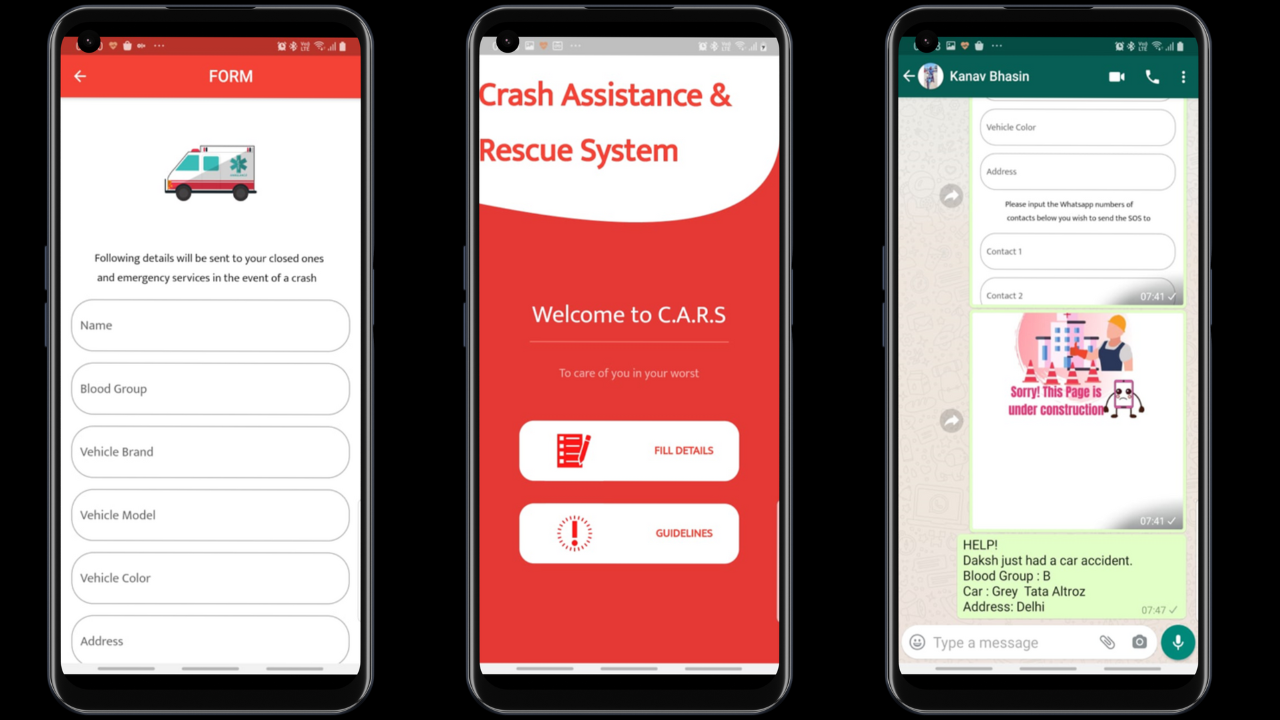 FORM
Following details will be sent to your closed ones
and emergency services in the event of a crash
Name
Blood Group
Vehicle Brand
Vehicle Model
Vehicle Color
Address
Crash Assistance &
Rescue System
Welcome to C.A.R.S
To care of you in your worst
FILL DETAILS
GUIDELINES
Kanav Bhasin
Vehicle Color
Address
Please input the Whatsapp numbers of
contacts below you wish to send the SOS to
Contact 1
Contact 2
07:41
Sorry! This Page is
under construction
07:41
HELP!
Daksh just had a car accident.
Blood Group : B
Car : Grey Tata Altroz
Address: Delhi
07:47
Type a message